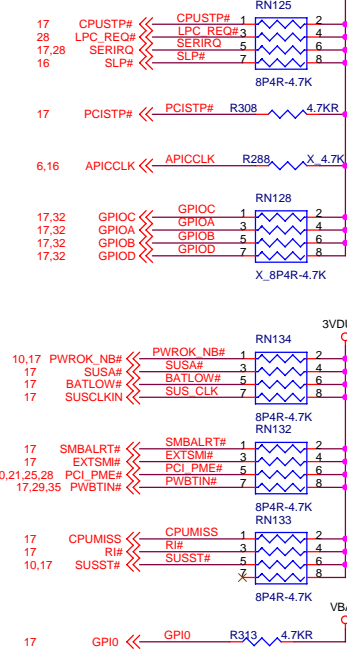 RN125
17 CPUSTP# CPUSTP# 1 2
28 LPC_REQ# LPC_REQ# 3 4
17,28 SERIRQ SERIRQ 5 6
16 SLP# SLP# 7 8
8P4R-4.7K
17 PCISTP# PCISTP# R308 4.7KR
6,16 APICCLK APICCLK R288 X_4.7K
RN128
17,32 GPIOC GPIOC 1 2
17,32 GPIOA GPIOA 3 4
17,32 GPIOB GPIOB 5 6
17,32 GPIOD GPIOD 7 8
X_8P4R-4.7K
RN134
10,17 PWROK_NB# PWROK_NB# 1 2
17 SUSA# SUSA# 3 4
17 BATLOW# BATLOW# 5 6
17 SUSCLKIN SUS_CLK 7 8
8P4R-4.7K
RN132
17 SMBALRT# SMBALRT# 1 2
17 EXTSMI# EXTSMI# 3 4
0,21,25,28 PCI_PME# PCI_PME# 5 6
17,29,35 PWBTIN# PWBTIN# 7 8
8P4R-4.7K
RN133
17 CPUMISS CPUMISS 1 2
17 RI# RI# 3 4
10,17 SUSST# SUSST# 5 6
7 8
8P4R-4.7K
17 GPI0 GPI0 R313 4.7KR